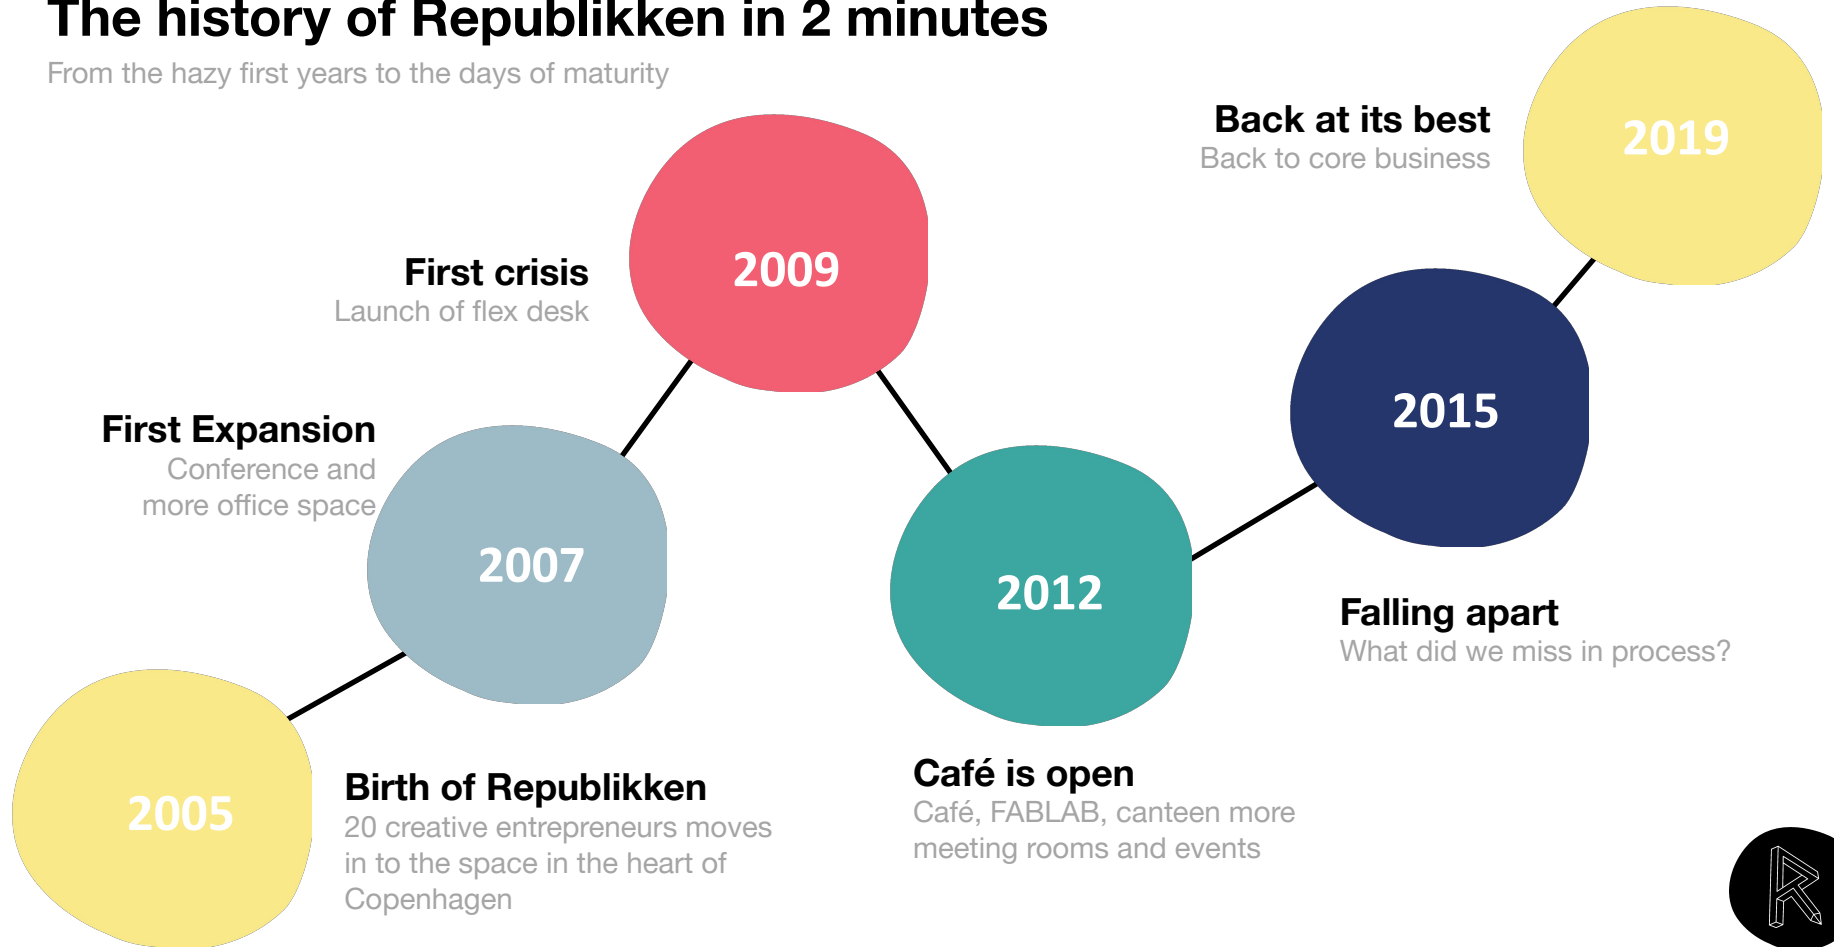 The history of Republikken in 2 minutes
From the hazy first years to the days of maturity
2005
Birth of Republikken
20 creative entrepreneurs moves
in to the space in the heart of
Copenhagen
2007
First Expansion
Conference and
more office space
2009
First crisis
Launch of flex desk
2012
Café is open
Café, FABLAB, canteen more
meeting rooms and events
2015
Falling apart
What did we miss in process?
2019
Back at its best
Back to core business
R